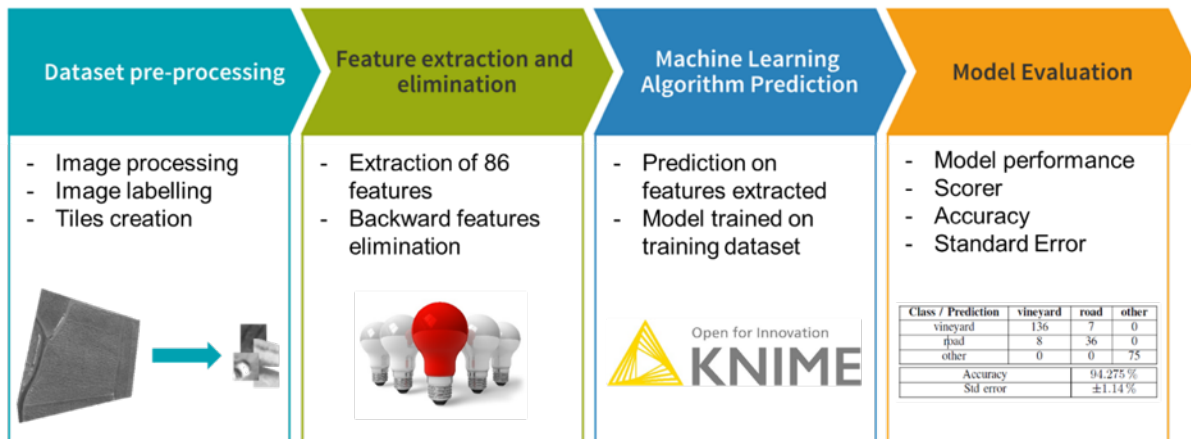 Dataset pre-processing
Feature extraction and
elimination
Machine Learning
Algorithm Prediction
Model Evaluation
- Image processing
- Image labelling
- Tiles creation
- Extraction of 86
features
- Backward features
elimination
- Prediction on
features extracted
- Model trained on
training dataset
- Model performance
- Scorer
- Accuracy
- Standard Error
Open for Innovation
KNIME
Class / Prediction vineyard road other
vineyard 136 7 0
road 8 36 0
other 0 0 75
Accuracy 94.275 %
Std error ±1.14 %